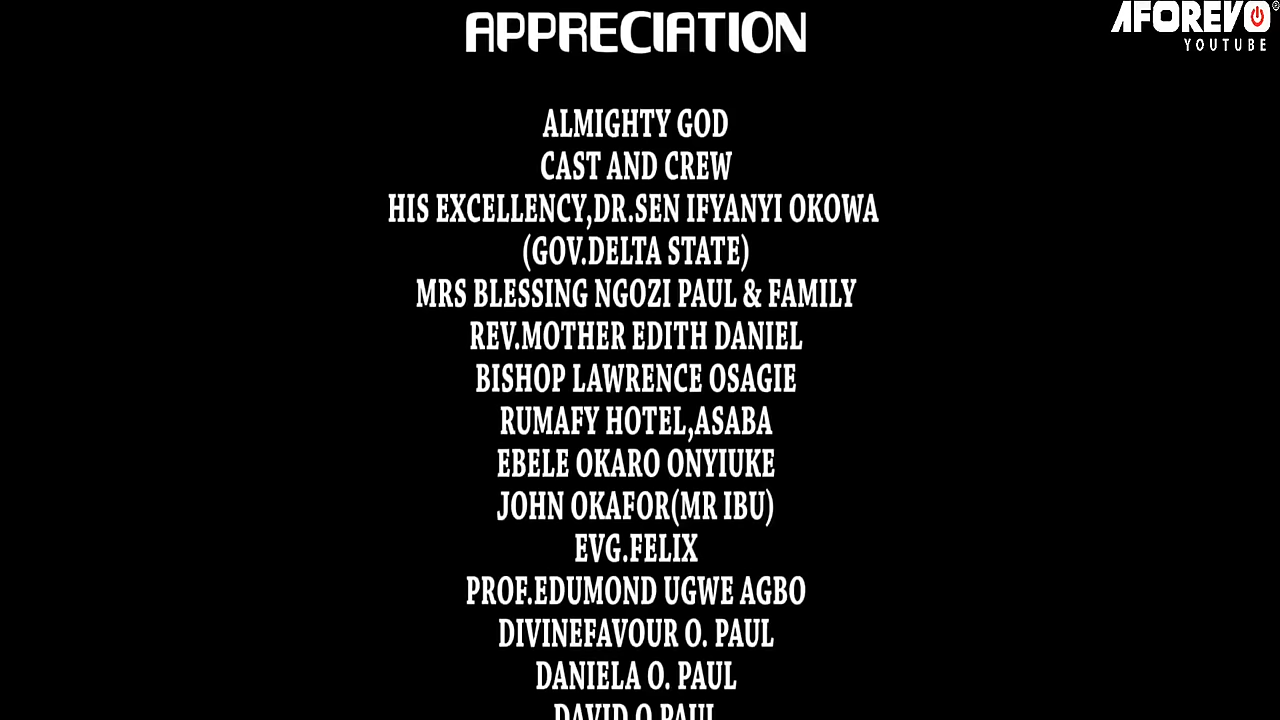 APPRECIATION
AFOREVO®
YOUTUBE
ALMIGHTY GOD
CAST AND CREW
HIS EXCELLENCY,DR.SEN IFYANYI OKOWA
(GOV.DELTA STATE)
MRS BLESSING NGOZI PAUL & FAMILY
REV.MOTHER EDITH DANIEL
BISHOP LAWRENCE OSAGIE
RUMAFY HOTEL,ASABA
EBELE OKARO ONYIUKE
JOHN OKAFOR(MR IBU)
EVG.FELIX
PROF.EDUMOND UGWE AGBO
DIVINEFAVOUR O. PAUL
DANIELA O. PAUL
DAVID O PAUL